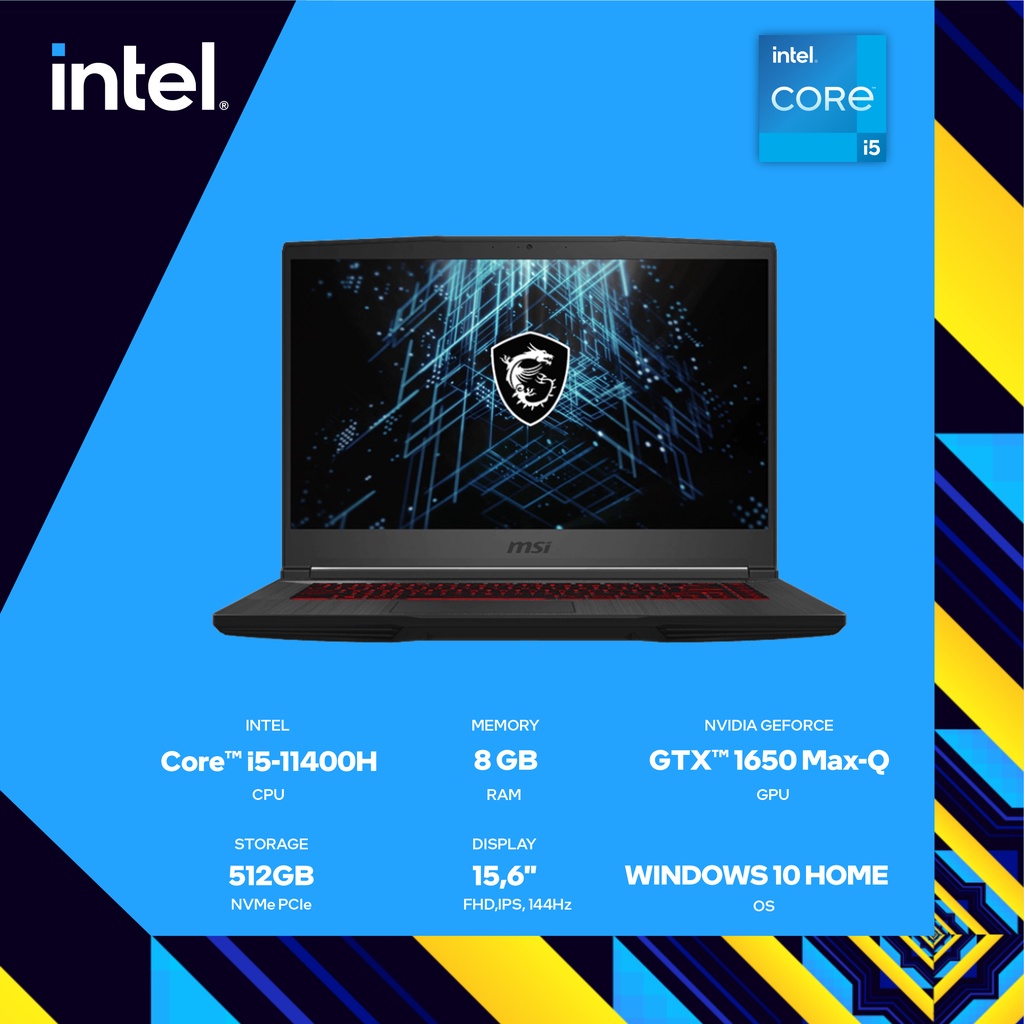 intel®
intel®
CORE™
i5
msi
INTEL
Core™ i5-11400H
CPU
MEMORY
8 GB
RAM
NVIDIA GEFORCE
GTX™ 1650 Max-Q
GPU
STORAGE
512GB
NVMe PCIe
DISPLAY
15,6"
FHD,IPS, 144Hz
WINDOWS 10 HOME
OS